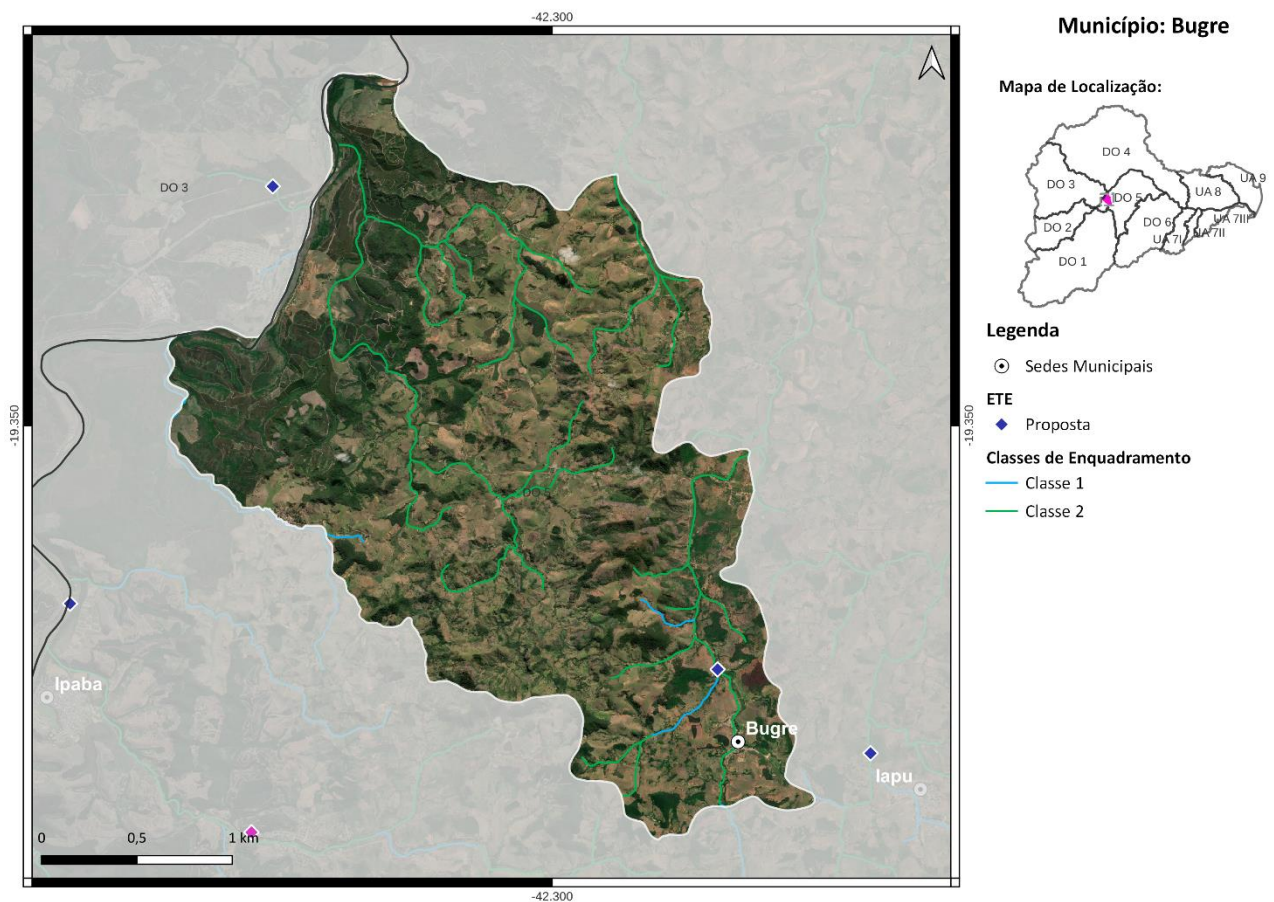 -42.300
Município: Bugre
Mapa de Localização:
DO 4
DO 3
UA 9
UA 8
DO 5
DO 6
UA 7III
DO 2
UA 7II
UA 7I
DO 1
DO 3
Legenda
Sedes Municipais
ETE
Proposta
Classes de Enquadramento
Classe 1
Classe 2
-19.350
-19.350
Ipaba
Bugre
Iapu
0 0,5 1 km
-42.300